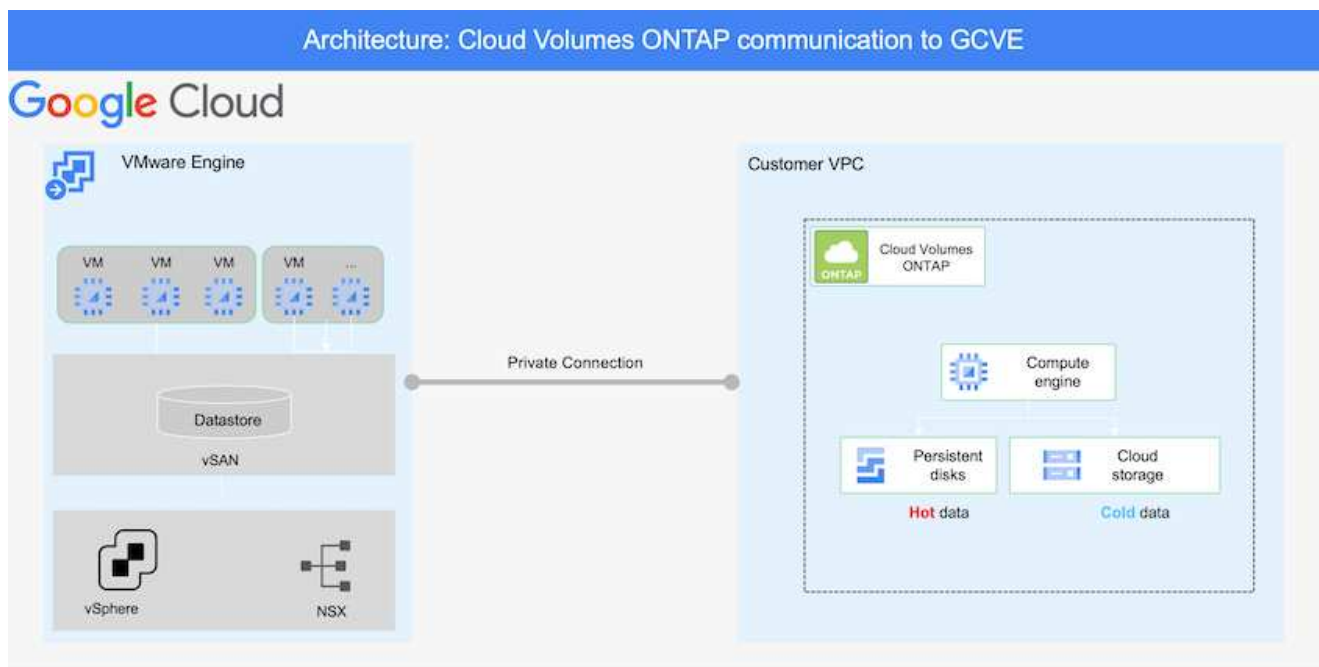 Architecture: Cloud Volumes ONTAP communication to GCVE
Google Cloud
VMware Engine
VM VM VM VM ...
Datastore
vSAN
vSphere
NSX
Private Connection
Customer VPC
ONTAP
Cloud Volumes
ONTAP
Compute
engine
Persistent
disks
Hot data
Cloud
storage
Cold data